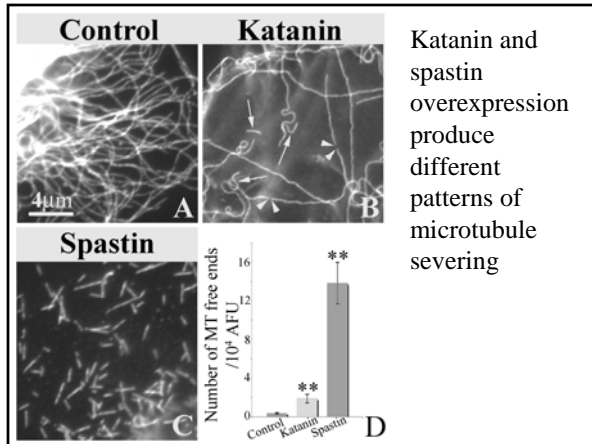 Control
Katanin
4µm
A
B
Spastin
C
Number of MT free ends
/10⁴ AFU
16
12
8
4
0
**
**
Control
Katanin
Spastin
D
Katanin and
spastin
overexpression
produce
different
patterns of
microtubule
severing